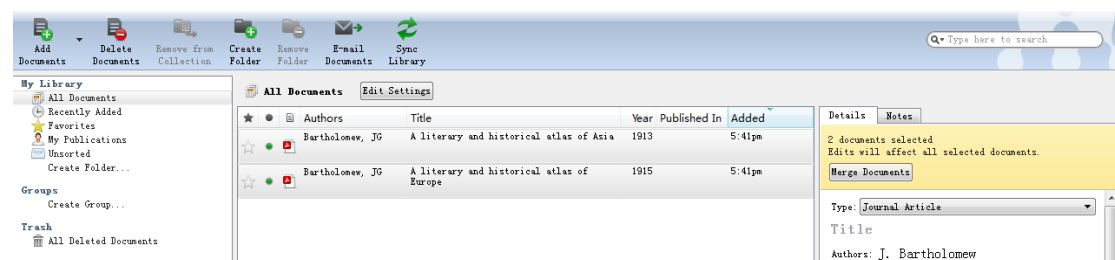 Add Documents
Delete Documents
Remove from Collection
Create Folder
Remove Folder
E-mail Documents
Sync Library
Type here to search
My Library
All Documents
Recently Added
Favorites
My Publications
Unsorted
Create Folder...
Groups
Create Group...
Trash
All Deleted Documents
All Documents Edit Settings
Authors Title Year Published In Added
Bartholomew, JG A literary and historical atlas of Asia 1913 5:41pm
Bartholomew, JG A literary and historical atlas of 1915 5:41pm
Europe
Details Notes
2 documents selected
Edits will affect all selected documents.
Merge Documents
Type: Journal Article
Title
Authors: J. Bartholomew